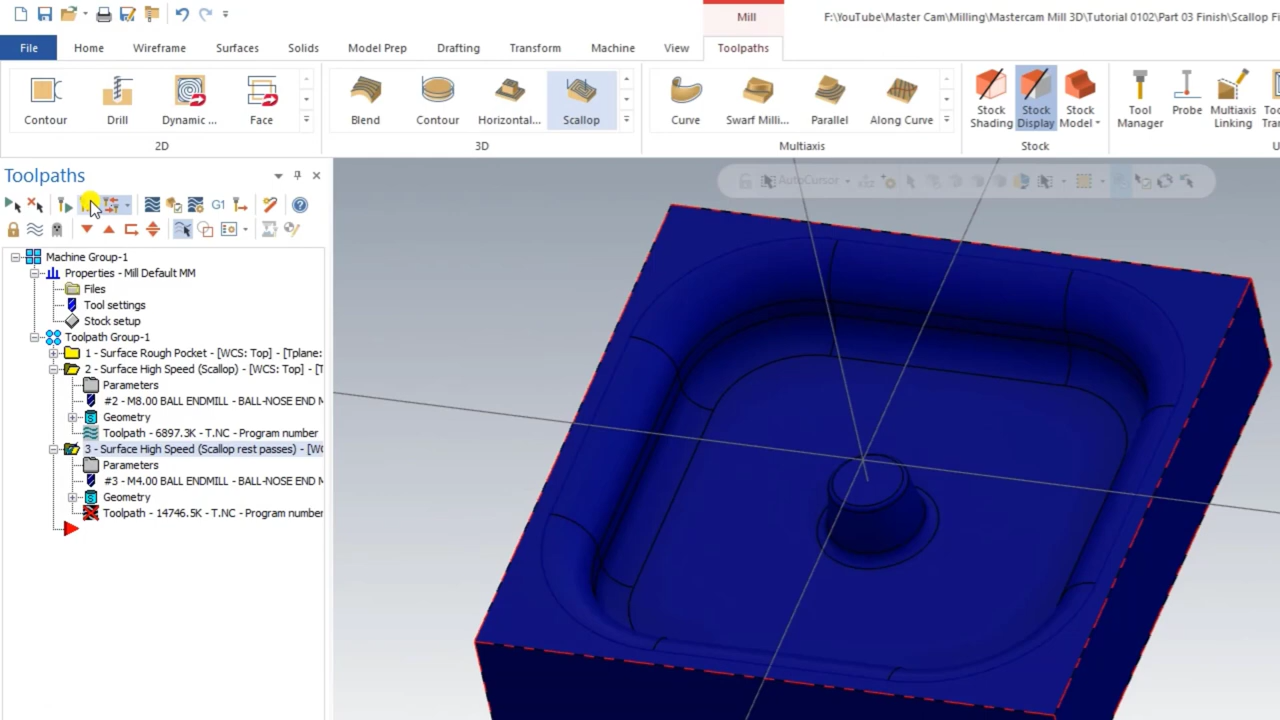 Mill
F:\YouTube\Master Cam\Milling\Mastercam Mill 3D\Tutorial 0102\Part 03 Finish\Scallop Fi
File Home Wireframe Surfaces Solids Model Prep Drafting Transform Machine View Toolpaths
Contour Drill Dynamic ... Face Blend Contour Horizontal... Scallop Curve Swarf Milli... Parallel Along Curve Stock Shading Stock Display Stock Model Tool Manager Probe Multiaxis Linking
2D 3D Multiaxis Stock
Toolpaths
AutoCursor
G1
Machine Group-1
Properties - Mill Default MM
Files
Tool settings
Stock setup
Toolpath Group-1
1 - Surface Rough Pocket - [WCS: Top] - [Tplane:
2 - Surface High Speed (Scallop) - [WCS: Top] - [T
Parameters
#2 - M8.00 BALL ENDMILL - BALL-NOSE END M
Geometry
Toolpath - 6897.3K - T.NC - Program number
3 - Surface High Speed (Scallop rest passes) - [WC
Parameters
#3 - M4.00 BALL ENDMILL - BALL-NOSE END M
Geometry
Toolpath - 14746.5K - T.NC - Program number